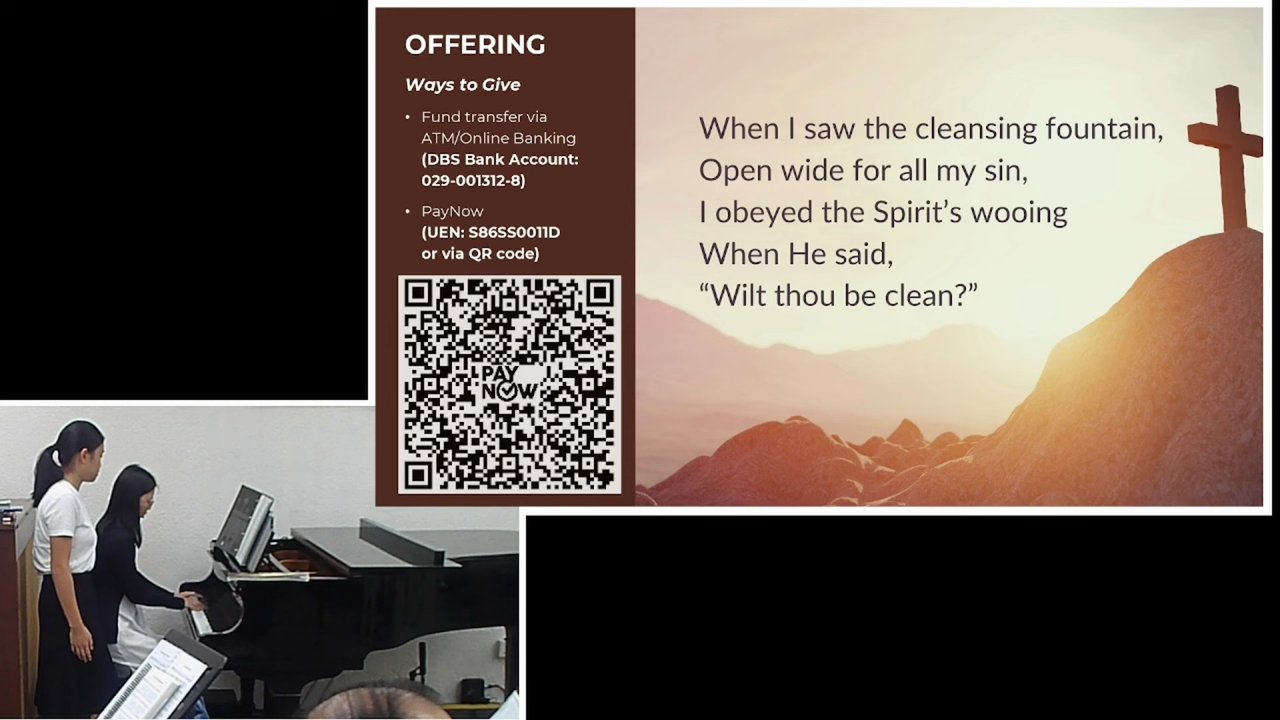 OFFERING
Ways to Give
• Fund transfer via
ATM/Online Banking
(DBS Bank Account:
029-001312-8)
• PayNow
(UEN: S86SS0011D
or via QR code)
PAY
NOW
When I saw the cleansing fountain,
Open wide for all my sin,
I obeyed the Spirit’s wooing
When He said,
“Wilt thou be clean?”